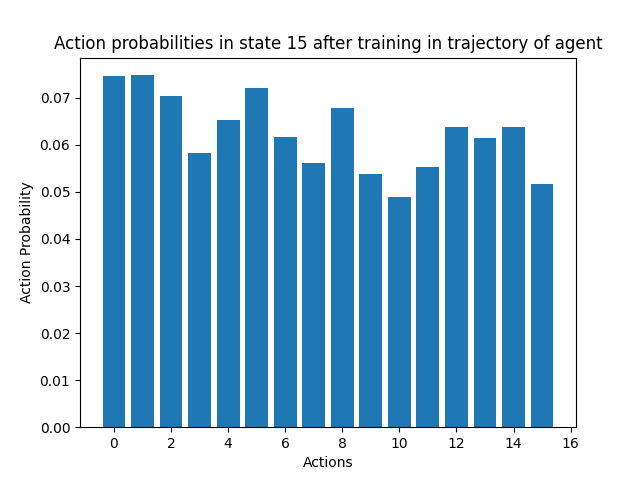 Action probabilities in state 15 after training in trajectory of agent
0.07
0.06
0.05
0.04
0.03
0.02
0.01
0.00
Action Probability
0 2 4 6 8 10 12 14 16
Actions